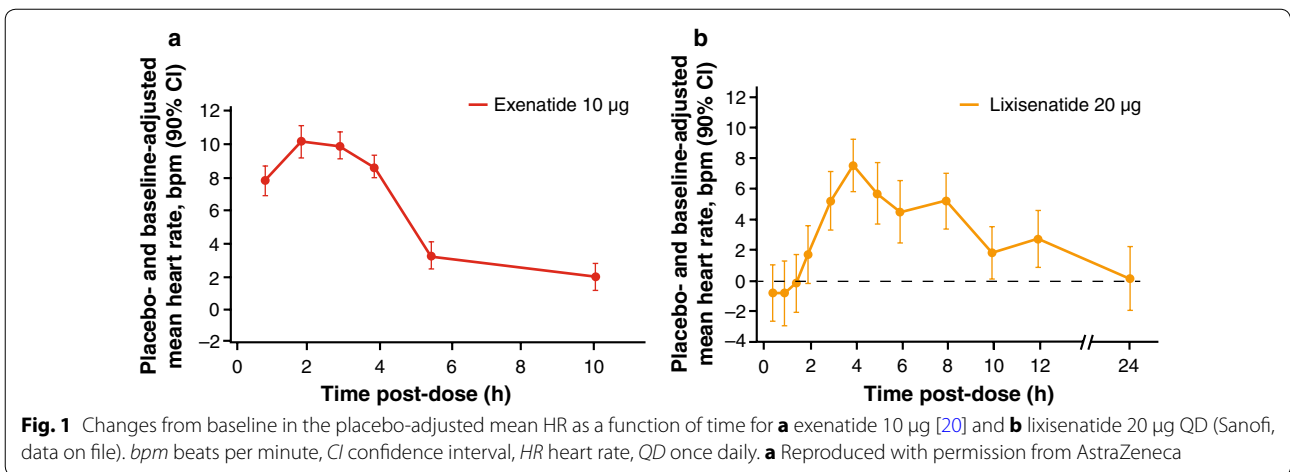 a
Placebo- and baseline-adjusted
mean heart rate, bpm (90% CI)
12
10
8
6
4
2
0
–2
Exenatide 10 µg
0 2 4 6 8 10
Time post-dose (h)
b
Placebo- and baseline-adjusted
mean heart rate, bpm (90% CI)
12
10
8
6
4
2
0
–2
–4
Lixisenatide 20 µg
0 2 4 6 8 10 12 24
Time post-dose (h)
Fig. 1 Changes from baseline in the placebo-adjusted mean HR as a function of time for a exenatide 10 µg [20] and b lixisenatide 20 µg QD (Sanofi,
data on file). bpm beats per minute, CI confidence interval, HR heart rate, QD once daily. a Reproduced with permission from AstraZeneca